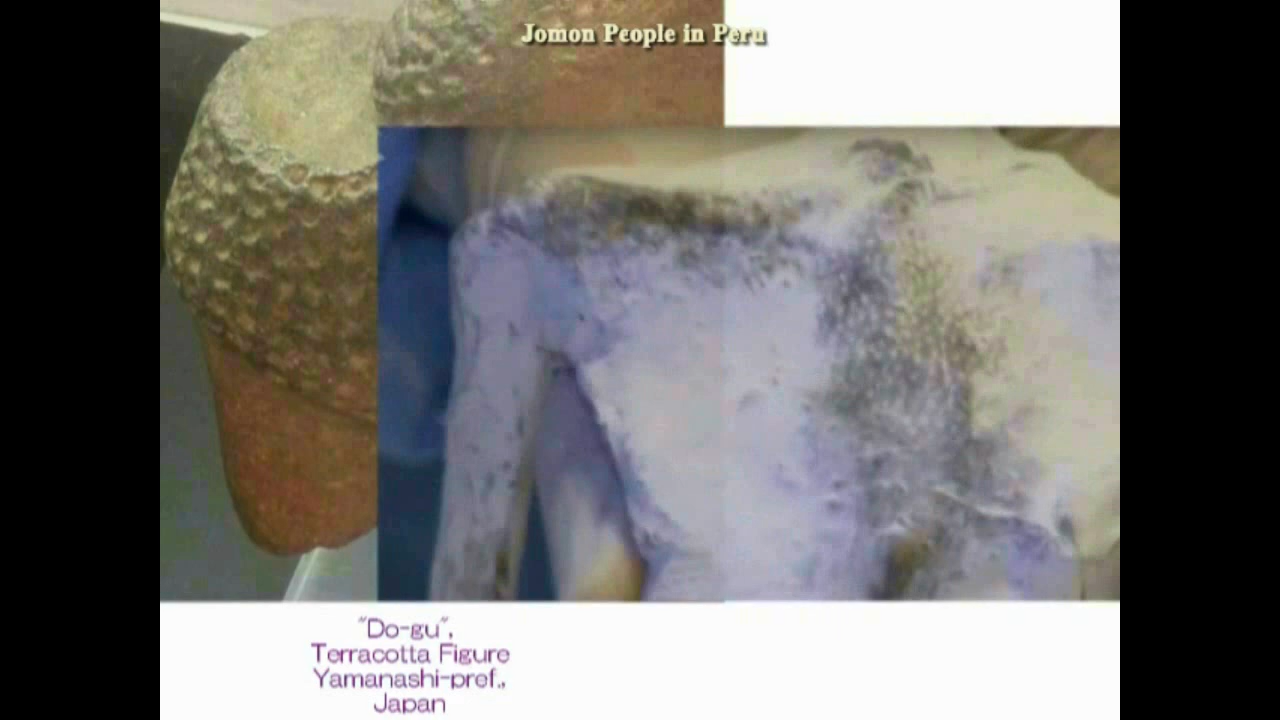 Jomon People in Peru
"Do-gu",
Terracotta Figure
Yamanashi-pref.,
Japan